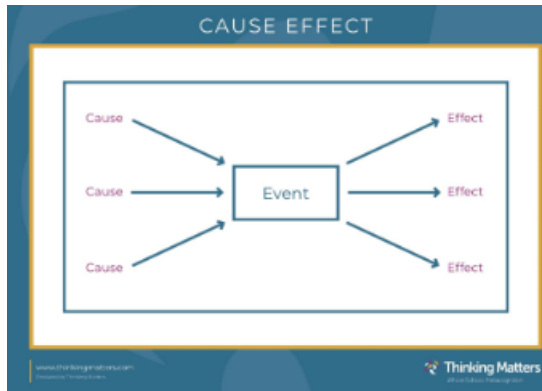 CAUSE EFFECT
Cause
Effect
Cause
Event
Effect
Cause
Effect
www.thinkingmatters.com
Thinking Matters